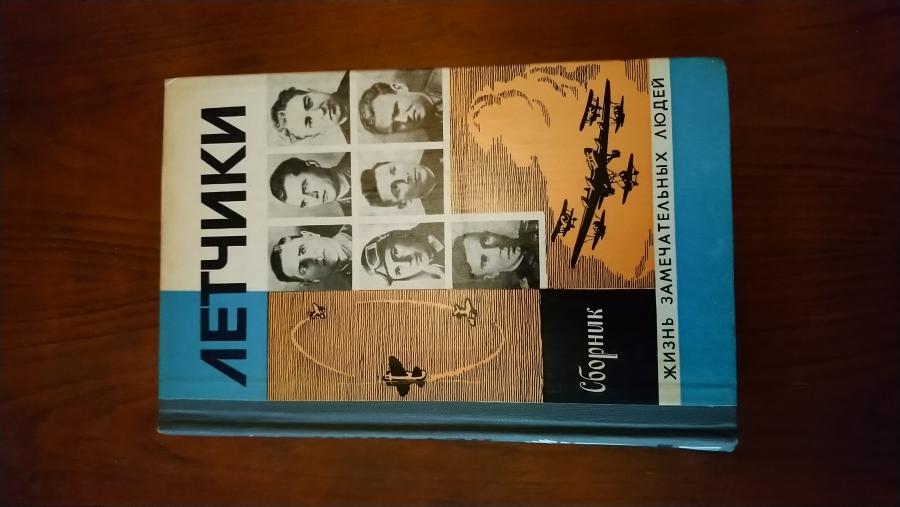 ЛЕТЧИКИ
Сборник
ЖИЗНЬ ЗАМЕЧАТЕЛЬНЫХ ЛЮДЕЙ